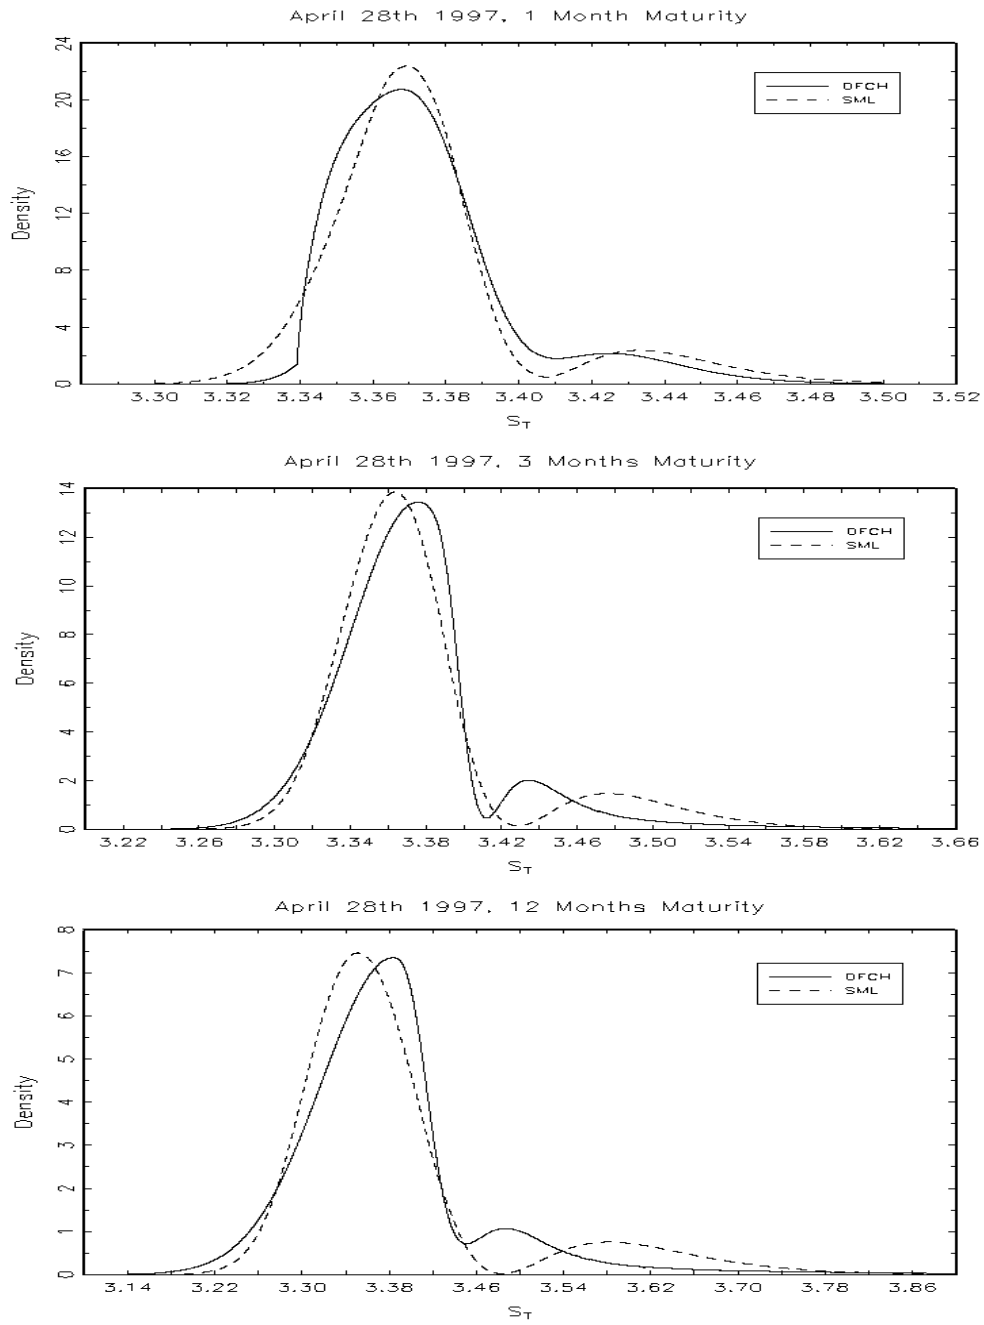 April 28th 1997, 1 Month Maturity
24
20
16
12
8
4
0
Density
DFCH
SML
3.30 3.32 3.34 3.36 3.38 3.40 3.42 3.44 3.46 3.48 3.50 3.52
S_T
April 28th 1997, 3 Months Maturity
14
12
10
8
6
4
2
0
Density
DFCH
SML
3.22 3.26 3.30 3.34 3.38 3.42 3.46 3.50 3.54 3.58 3.62 3.66
S_T
April 28th 1997, 12 Months Maturity
8
7
6
5
4
3
2
1
0
Density
DFCH
SML
3.14 3.22 3.30 3.38 3.46 3.54 3.62 3.70 3.78 3.86
S_T